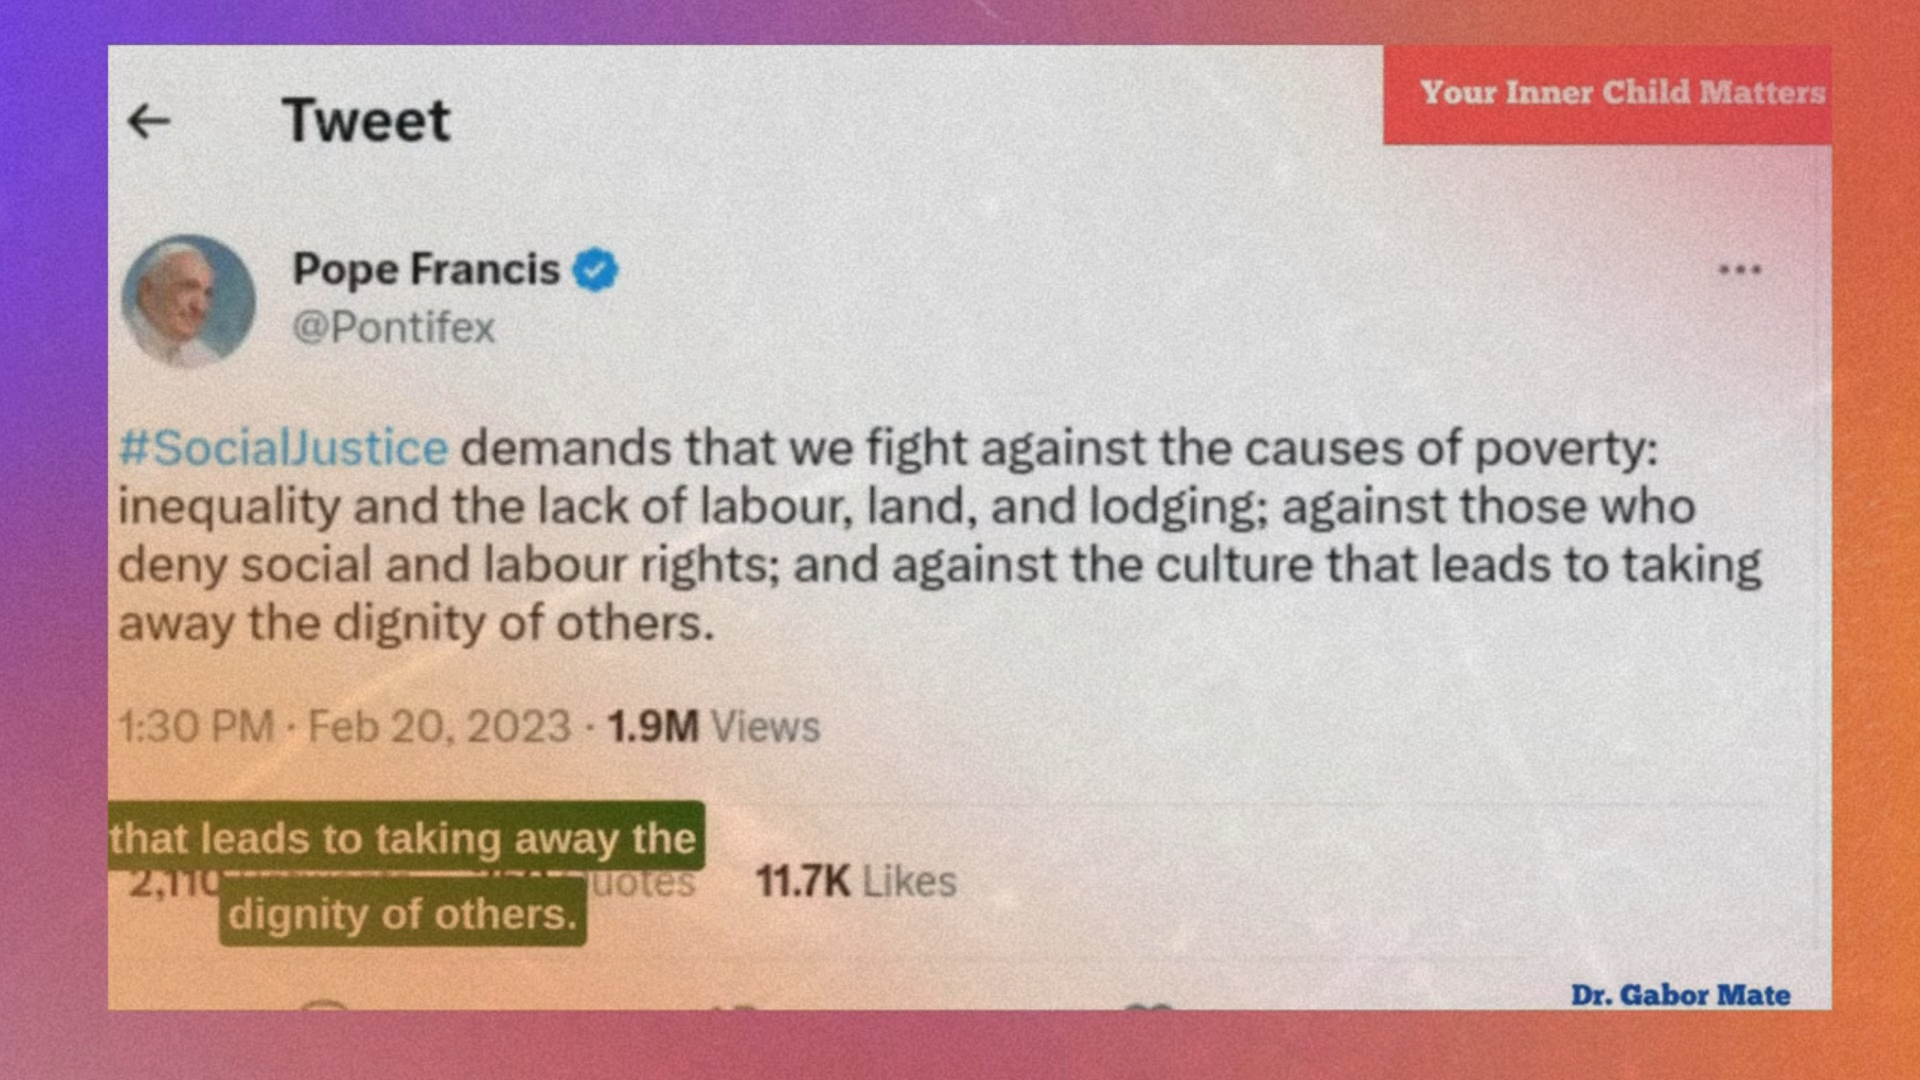 Tweet
Your Inner Child Matters
Pope Francis
@Pontifex
#SocialJustice demands that we fight against the causes of poverty:
inequality and the lack of labour, land, and lodging; against those who
deny social and labour rights; and against the culture that leads to taking
away the dignity of others.
1:30 PM · Feb 20, 2023 · 1.9M Views
that leads to taking away the
2,110 11.7K Likes
dignity of others.
Dr. Gabor Mate